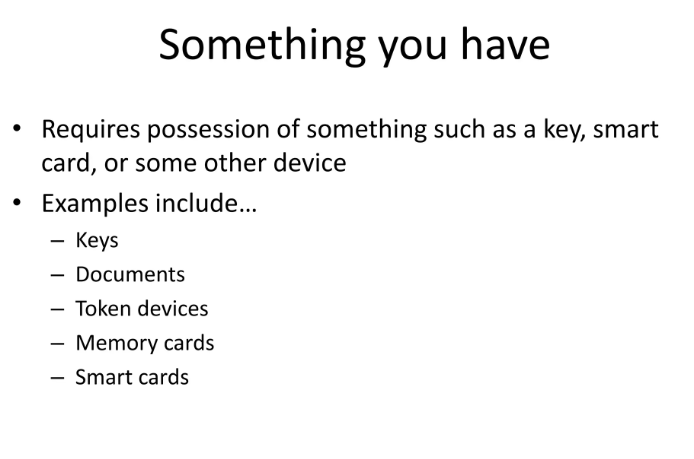 Something you have
• Requires possession of something such as a key, smart
card, or some other device
• Examples include…
– Keys
– Documents
– Token devices
– Memory cards
– Smart cards